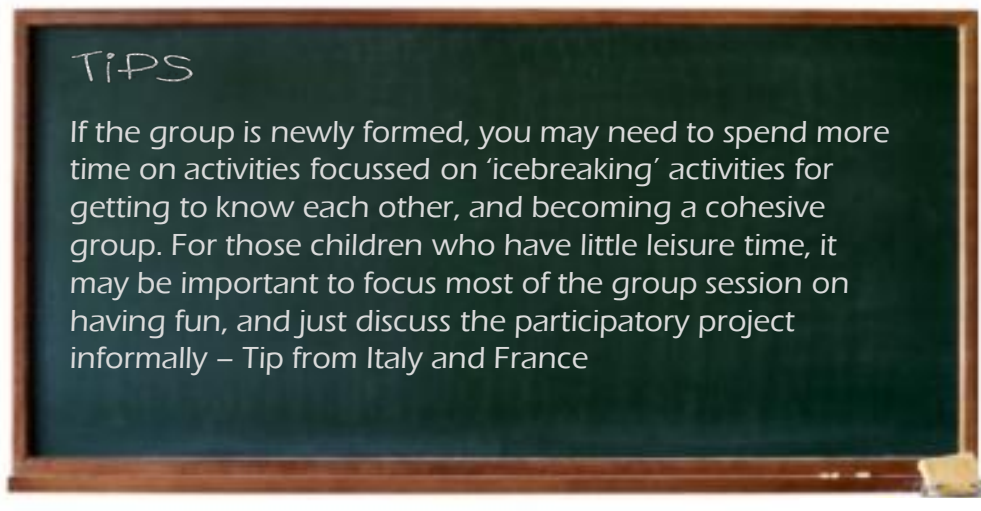 TiPS
If the group is newly formed, you may need to spend more
time on activities focussed on ‘icebreaking’ activities for
getting to know each other, and becoming a cohesive
group. For those children who have little leisure time, it
may be important to focus most of the group session on
having fun, and just discuss the participatory project
informally – Tip from Italy and France